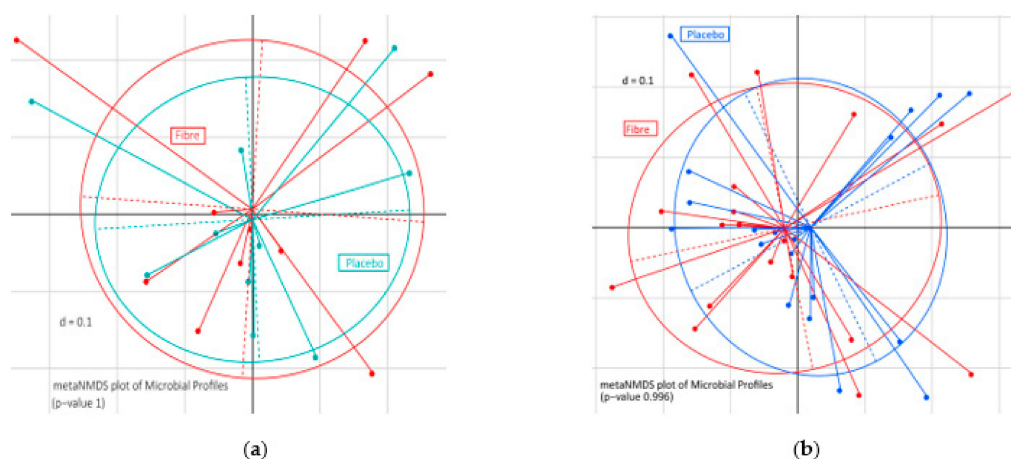 Fibre
Placebo
d = 0.1
metaNMDS plot of Microbial Profiles
(p-value 1)
(a)
Placebo
d = 0.1
Fibre
metaNMDS plot of Microbial Profiles
(p-value 0.996)
(b)